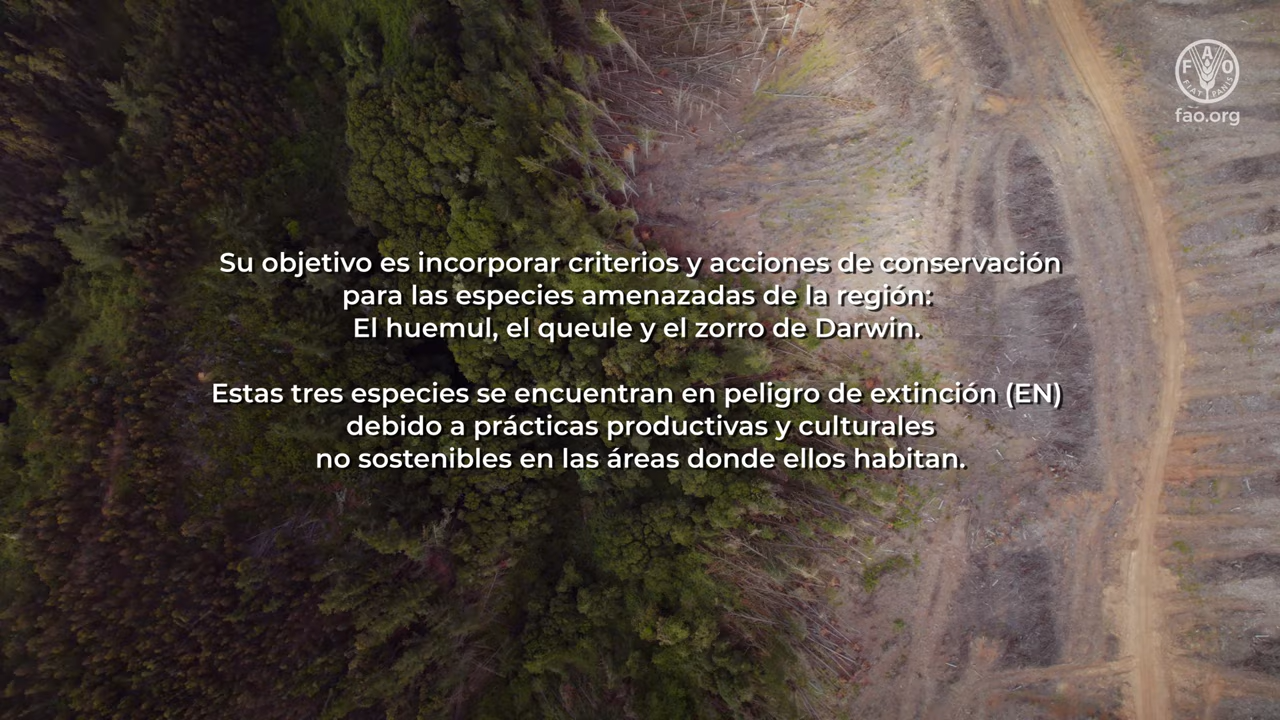 F A O
FIAT PANIS
fao.org
Su objetivo es incorporar criterios y acciones de conservación
para las especies amenazadas de la región:
El huemul, el queule y el zorro de Darwin.
Estas tres especies se encuentran en peligro de extinción (EN)
debido a prácticas productivas y culturales
no sostenibles en las áreas donde ellos habitan.